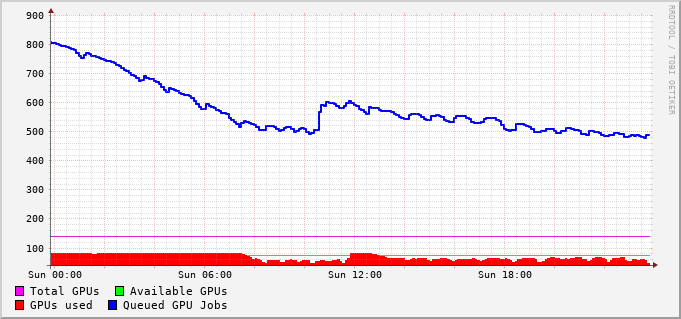 900
800
700
600
500
400
300
200
100
Sun 00:00 Sun 06:00 Sun 12:00 Sun 18:00
Total GPUs Available GPUs
GPUs used Queued GPU Jobs
RRDTOOL / TOBI OETIKER